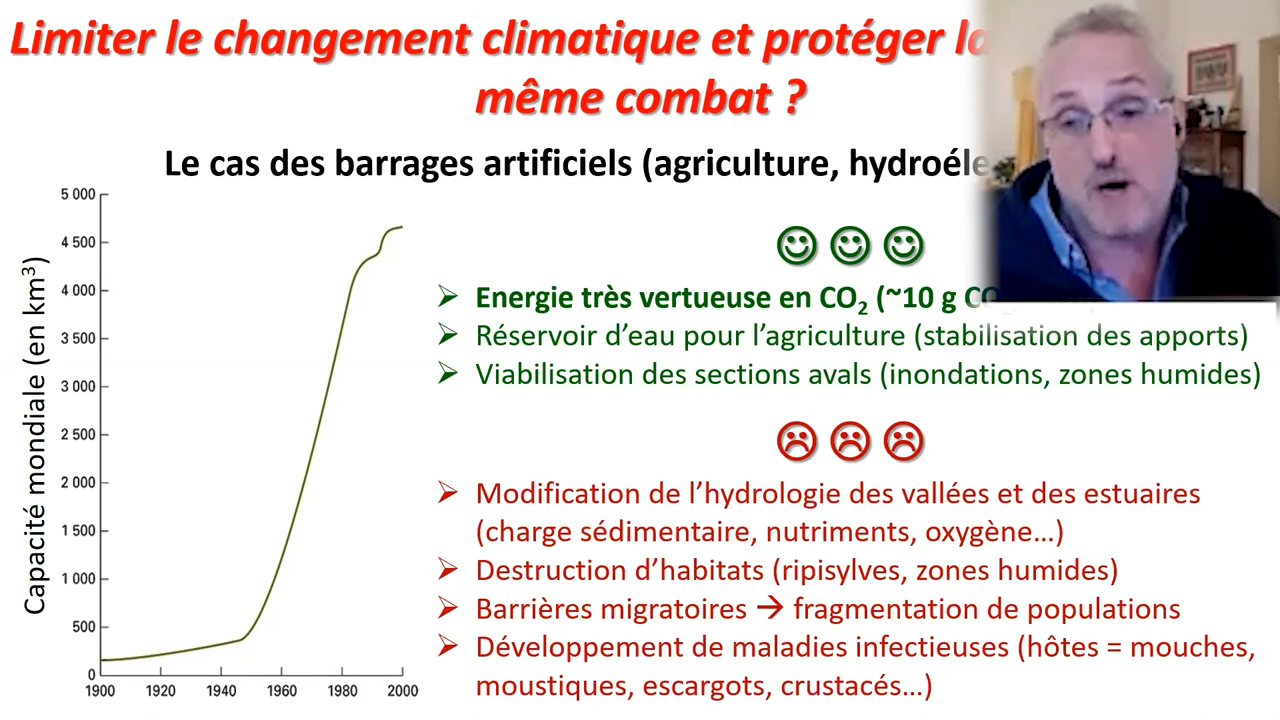 Limiter le changement climatique et protéger
même combat ?
Le cas des barrages artificiels (agriculture,
Capacité mondiale (en km³)
5 000
4 500
4 000
3 500
3 000
2 500
2 000
1 500
1 000
500
0
1900 1920 1940 1960 1980 2000
➢ Energie très vertueuse en CO₂ (~10 g
➢ Réservoir d’eau pour l’agriculture (stabilisation des apports)
➢ Viabilisation des sections avals (inondations, zones humides)
➢ Modification de l’hydrologie des vallées et des estuaires
(charge sédimentaire, nutriments, oxygène…)
➢ Destruction d’habitats (ripisylves, zones humides)
➢ Barrières migratoires → fragmentation de populations
➢ Développement de maladies infectieuses (hôtes = mouches,
moustiques, escargots, crustacés…)